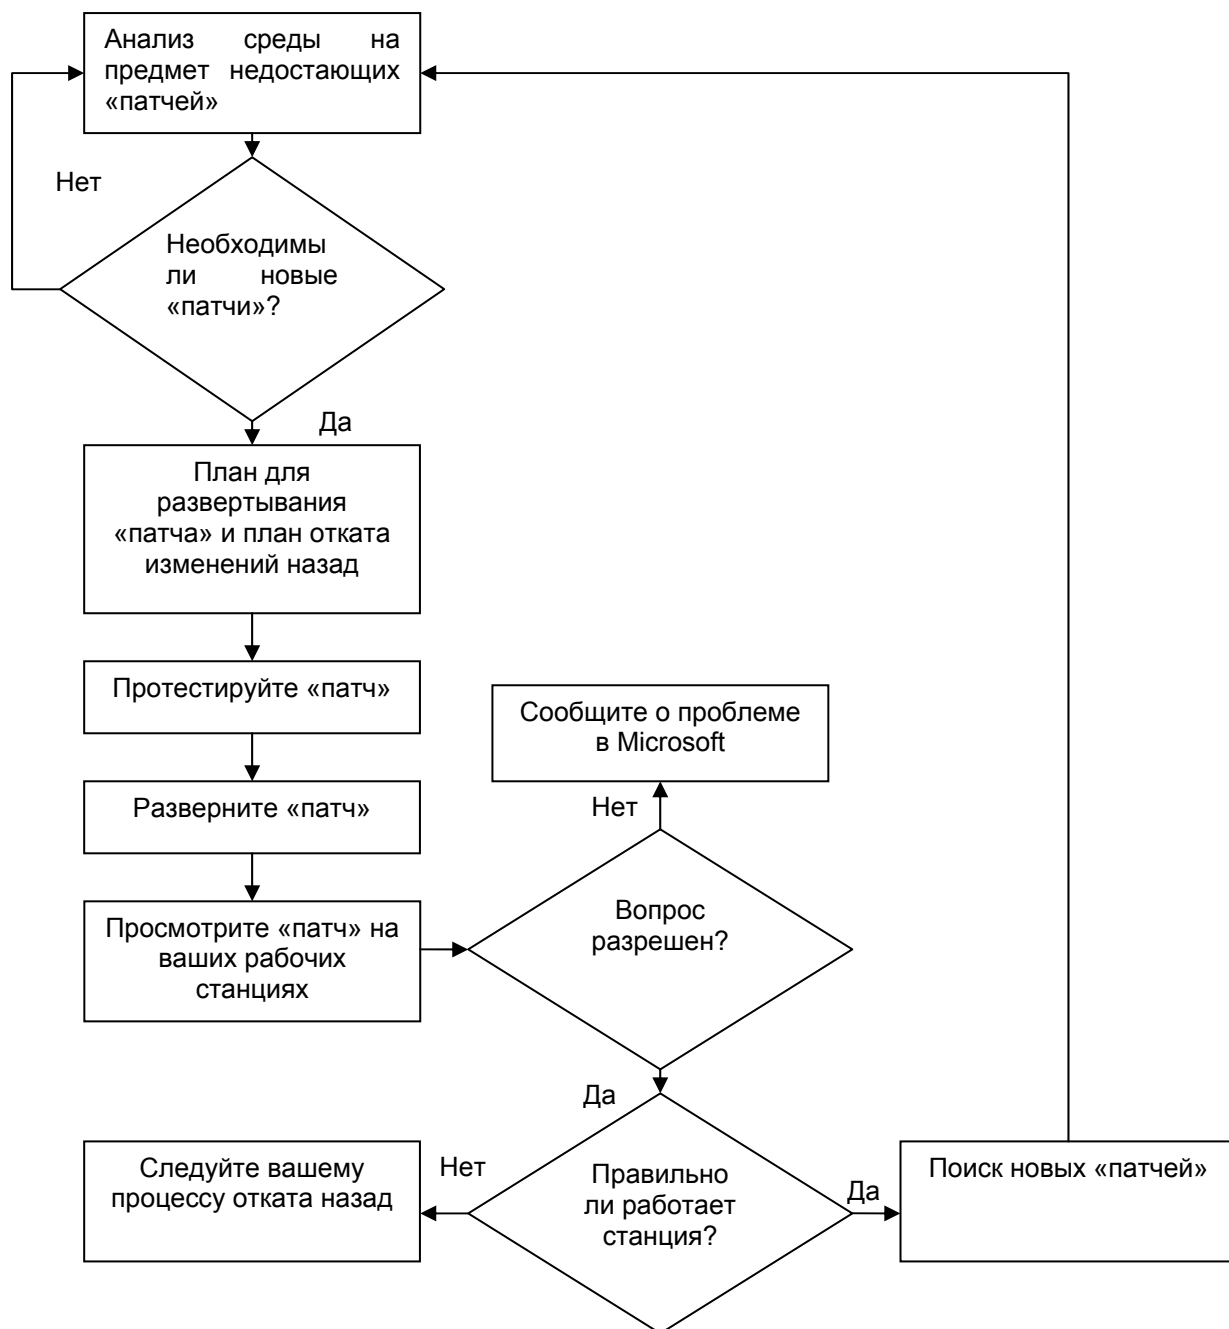 Анализ среды на
предмет недостающих
«патчей»
Нет
Необходимы
ли новые
«патчи»?
Да
План для
развертывания
«патча» и план отката
изменений назад
Протестируйте «патч»
Сообщите о проблеме
в Microsoft
Разверните «патч»
Нет
Просмотрите «патч» на
ваших рабочих
станциях
Вопрос
разрешен?
Да
Следуйте вашему
процессу отката назад
Нет
Правильно
ли работает
станция?
Да
Поиск новых «патчей»